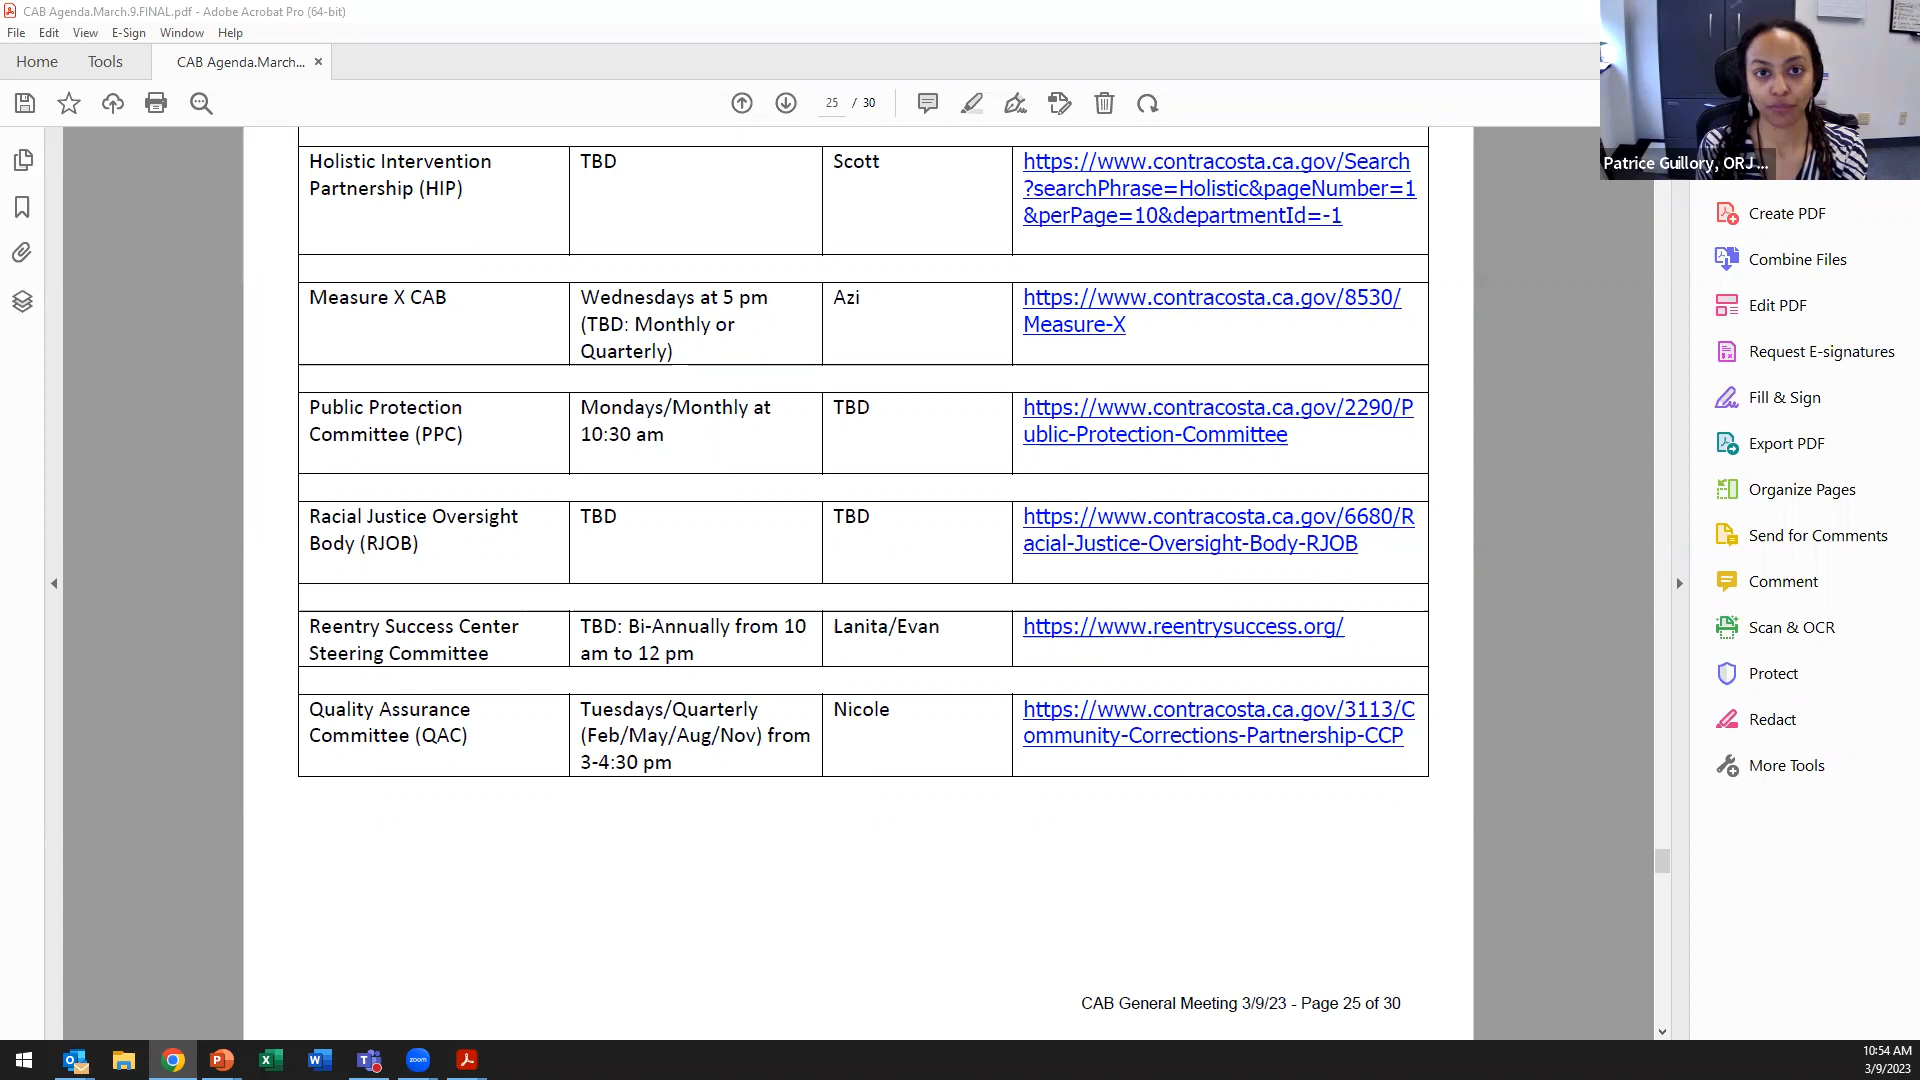 CAB Agenda.March.9.FINAL.pdf - Adobe Acrobat Pro (64-bit)
File Edit View E-Sign Window Help
Home Tools CAB Agenda.March... ×
25 / 30
Patrice Guillory, ORJ ...
Holistic Intervention
Partnership (HIP)
TBD
Scott
https://www.contracosta.ca.gov/Search
?searchPhrase=Holistic&pageNumber=1
&perPage=10&departmentId=-1
Measure X CAB
Wednesdays at 5 pm
(TBD: Monthly or
Quarterly)
Azi
https://www.contracosta.ca.gov/8530/
Measure-X
Public Protection
Committee (PPC)
Mondays/Monthly at
10:30 am
TBD
https://www.contracosta.ca.gov/2290/P
ublic-Protection-Committee
Racial Justice Oversight
Body (RJOB)
TBD
TBD
https://www.contracosta.ca.gov/6680/R
acial-Justice-Oversight-Body-RJOB
Reentry Success Center
Steering Committee
TBD: Bi-Annually from 10
am to 12 pm
Lanita/Evan
https://www.reentrysuccess.org/
Quality Assurance
Committee (QAC)
Tuesdays/Quarterly
(Feb/May/Aug/Nov) from
3-4:30 pm
Nicole
https://www.contracosta.ca.gov/3113/C
ommunity-Corrections-Partnership-CCP
CAB General Meeting 3/9/23 - Page 25 of 30
Create PDF
Combine Files
Edit PDF
Request E-signatures
Fill & Sign
Export PDF
Organize Pages
Send for Comments
Comment
Scan & OCR
Protect
Redact
More Tools
zoom
10:54 AM
3/9/2023